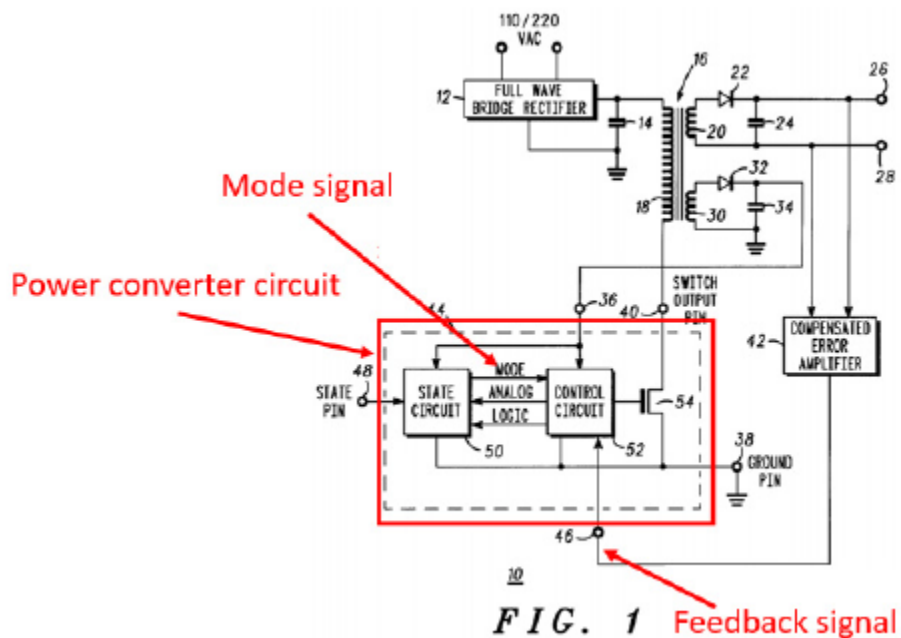 110/220
VAC
16
22
26
12
FULL WAVE
BRIDGE RECTIFIER
14
20
24
28
Mode signal
32
18
30
34
Power converter circuit
44
36
40
SWITCH
OUTPUT
PIN
42
COMPENSATED
ERROR
AMPLIFIER
48
STATE
PIN
STATE
CIRCUIT
50
MODE
ANALOG
LOGIC
CONTROL
CIRCUIT
52
54
38
GROUND
PIN
46
10
FIG. 1
Feedback signal